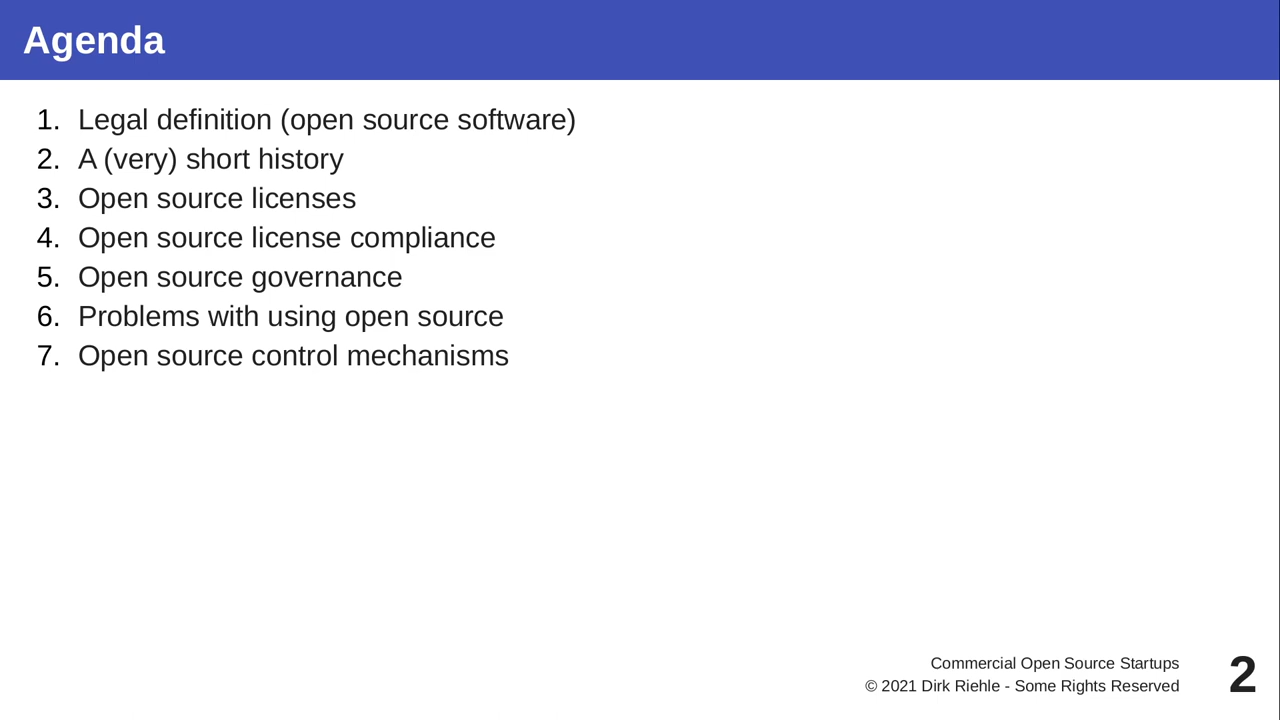 Agenda
1. Legal definition (open source software)
2. A (very) short history
3. Open source licenses
4. Open source license compliance
5. Open source governance
6. Problems with using open source
7. Open source control mechanisms
Commercial Open Source Startups
© 2021 Dirk Riehle - Some Rights Reserved
2